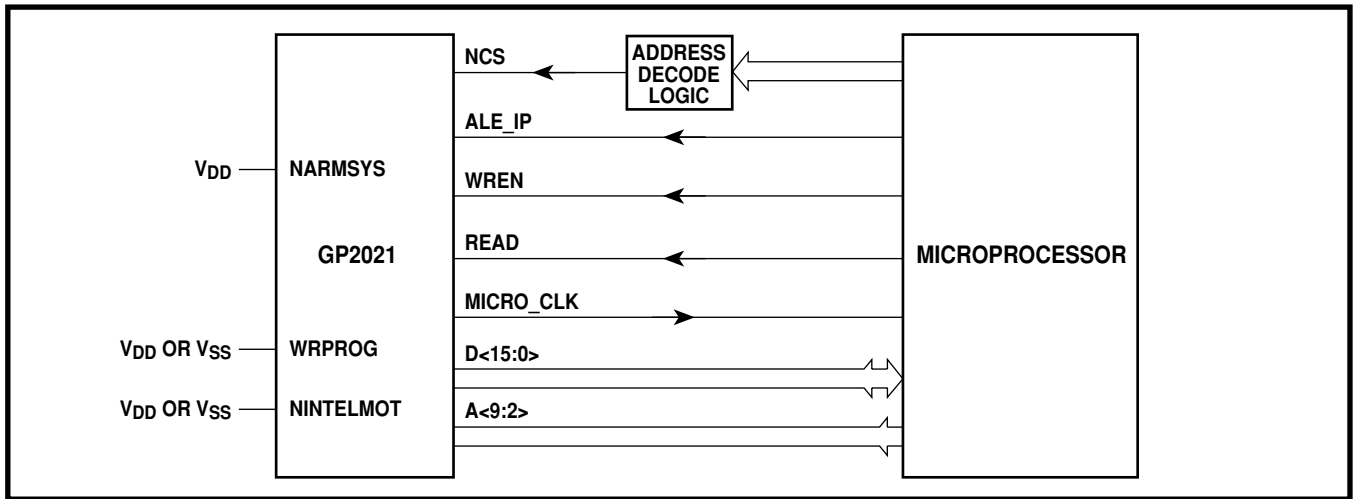 NCS
ADDRESS
DECODE
LOGIC
ALE_IP
VDD
NARMSYS
WREN
GP2021
READ
MICROPROCESSOR
MICRO_CLK
VDD OR VSS
WRPROG
D<15:0>
VDD OR VSS
NINTELMOT
A<9:2>